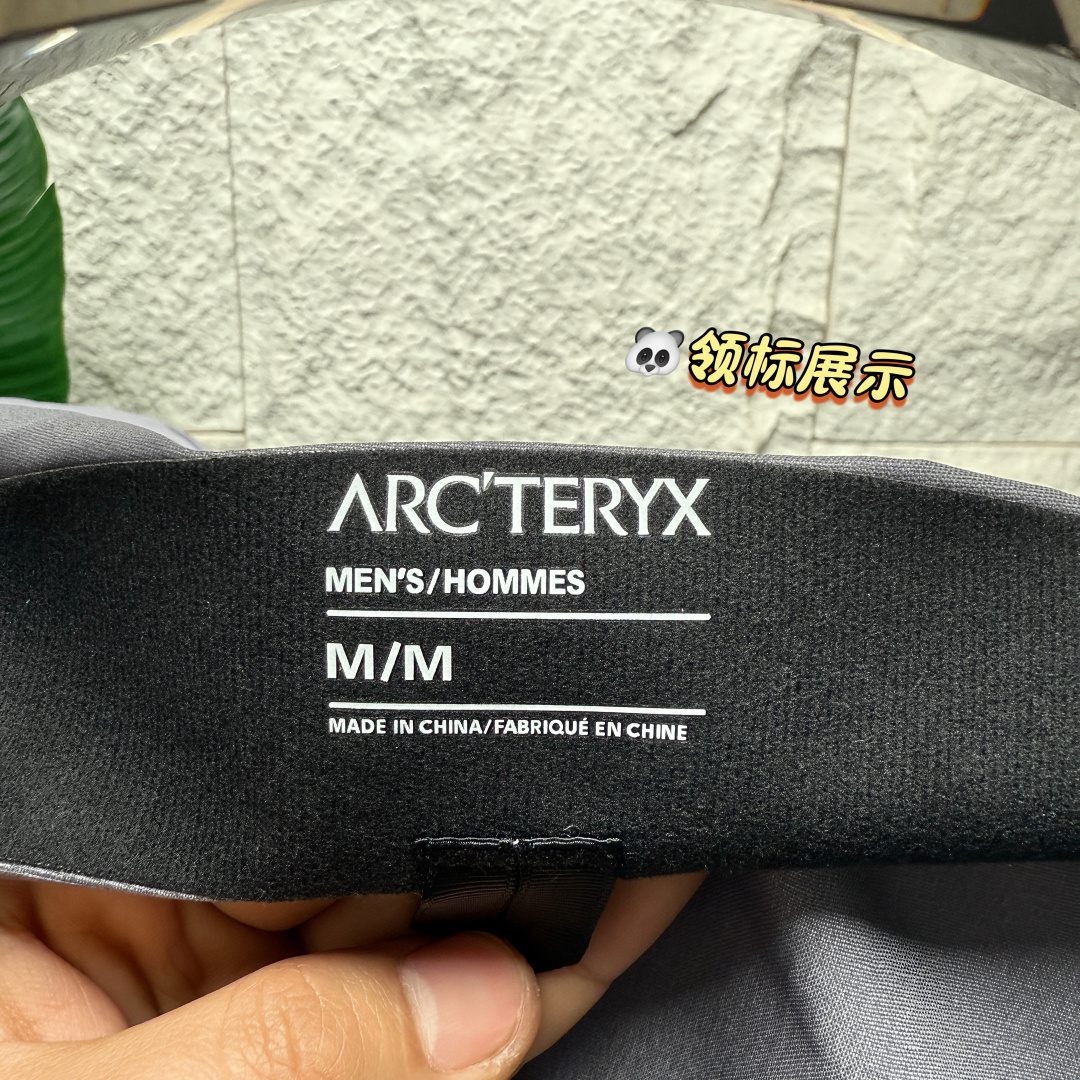 领标展示
ARC'TERYX
MEN'S/HOMMES
M/M
MADE IN CHINA/FABRIQUÉ EN CHINE